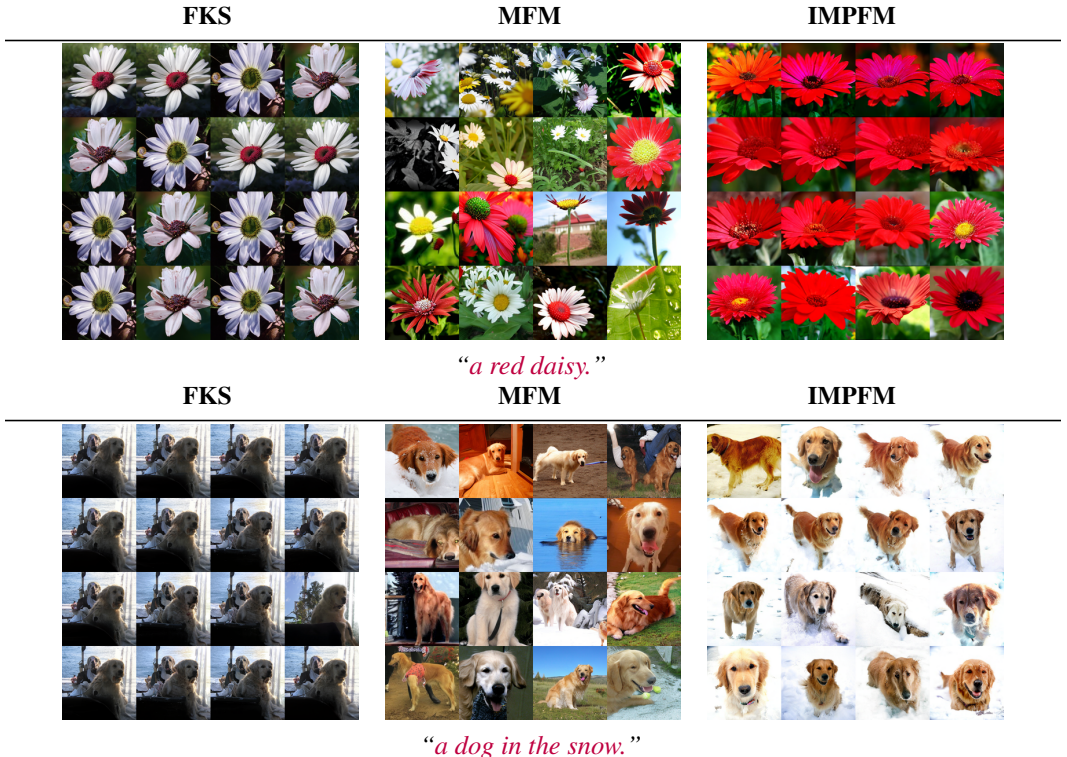 FKS MFM IMPFM
“a red daisy.”
FKS MFM IMPFM
“a dog in the snow.”